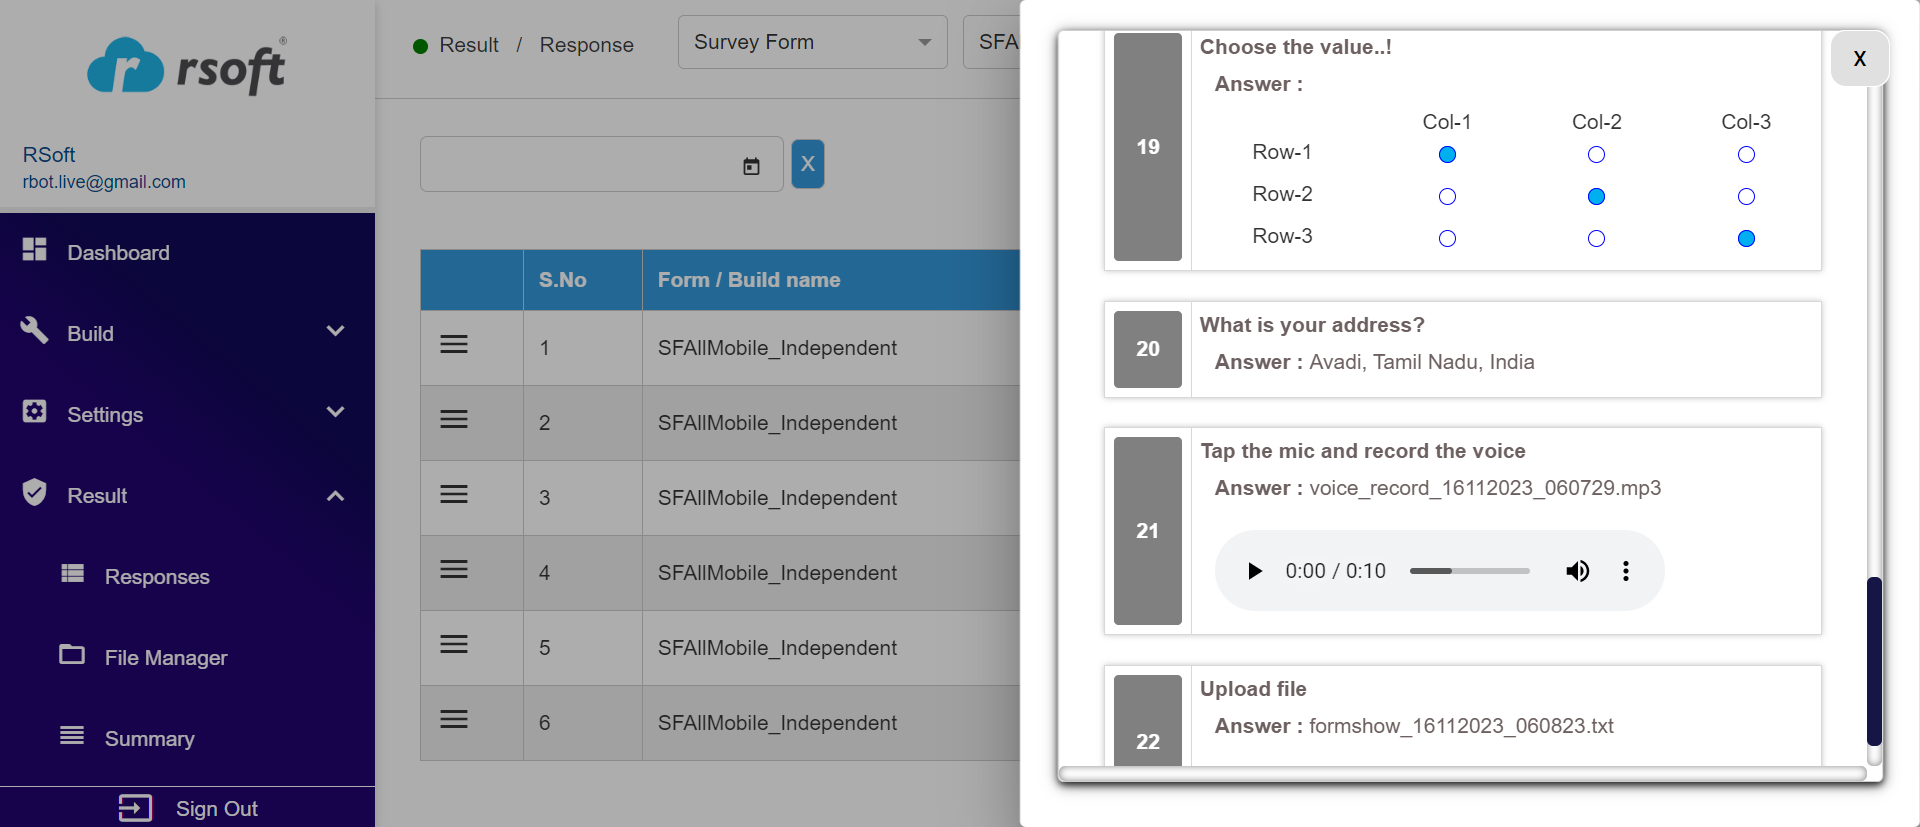 rsoft
RSoft
rbot.live@gmail.com
Dashboard
Build
Settings
Result
Responses
File Manager
Summary
Sign Out
Result / Response
Survey Form
SFA
X
S.No Form / Build name
1 SFAllMobile_Independent
2 SFAllMobile_Independent
3 SFAllMobile_Independent
4 SFAllMobile_Independent
5 SFAllMobile_Independent
6 SFAllMobile_Independent
X
19
Choose the value..!
Answer :
Col-1 Col-2 Col-3
Row-1
Row-2
Row-3
20
What is your address?
Answer : Avadi, Tamil Nadu, India
21
Tap the mic and record the voice
Answer : voice_record_16112023_060729.mp3
0:00 / 0:10
22
Upload file
Answer : formshow_16112023_060823.txt